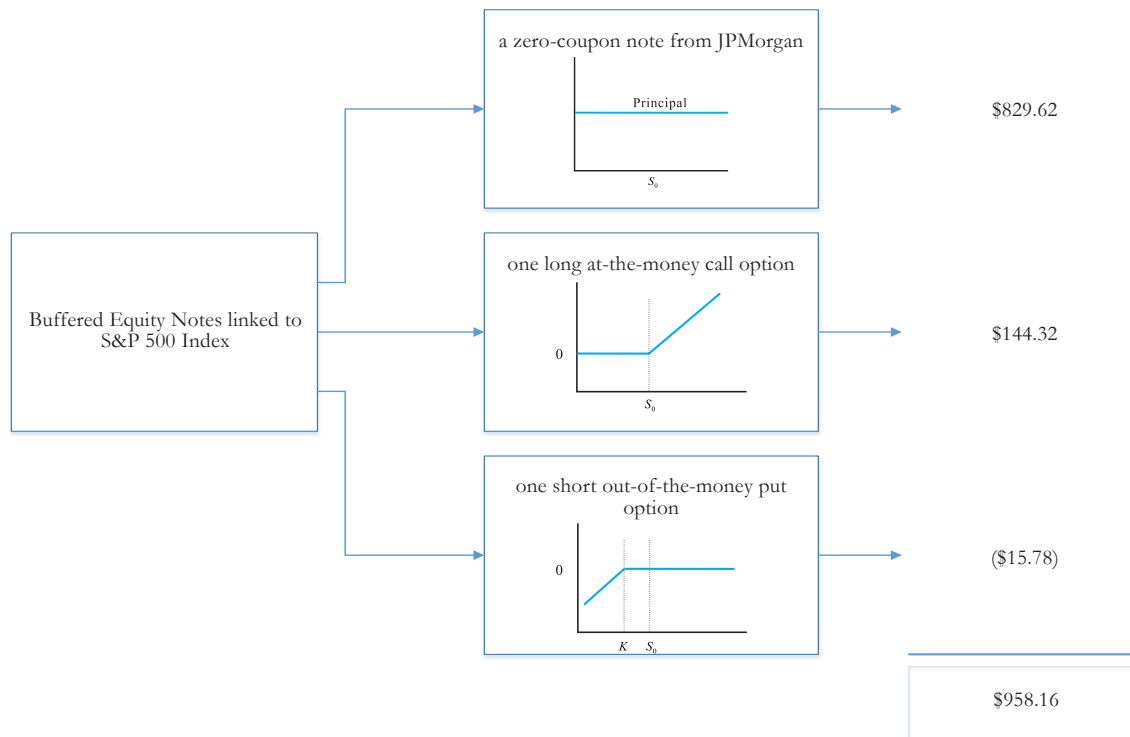 a zero-coupon note from JPMorgan
Principal
S₀
$829.62
Buffered Equity Notes linked to
S&P 500 Index
one long at-the-money call option
0
S₀
$144.32
one short out-of-the-money put
option
0
K S₀
($15.78)
$958.16